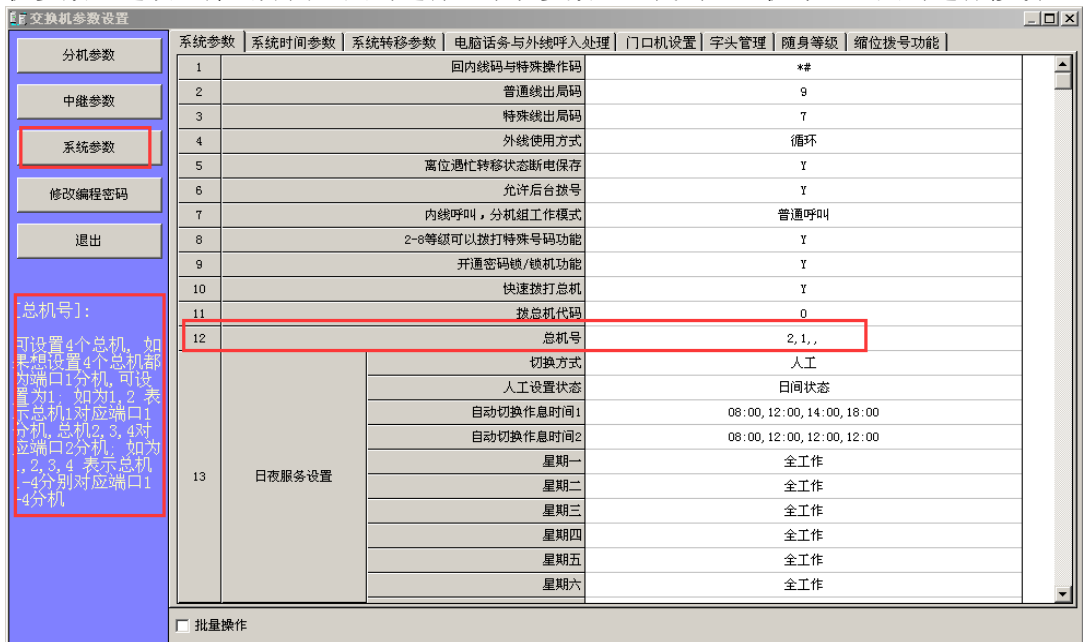 交换机参数设置
分机参数
中继参数
系统参数
修改编程密码
退出
[总机号]:
可设置4个总机, 如
果想设置4个总机都
为端口1分机,可设
置为1; 如为1,2 表
示总机1对应端口1
分机,总机2,3,4对
应端口2分机; 如为
1,2,3,4 表示总机
1-4分别对应端口1
-4分机
系统参数 系统时间参数 系统转移参数 电脑话务与外线呼入处理 门口机设置 字头管理 随身等级 缩位拨号功能
1 回内线码与特殊操作码 *#
2 普通线出局码 9
3 特殊线出局码 7
4 外线使用方式 循环
5 离位遇忙转移状态断电保存 Y
6 允许后台拨号 Y
7 内线呼叫，分机组工作模式 普通呼叫
8 2-8等级可以拨打特殊号码功能 Y
9 开通密码锁/锁机功能 Y
10 快速拨打总机 Y
11 拨总机代码 0
12 总机号 2,1,,
13 日夜服务设置
切换方式 人工
人工设置状态 日间状态
自动切换作息时间1 08:00,12:00,14:00,18:00
自动切换作息时间2 08:00,12:00,12:00,12:00
星期一 全工作
星期二 全工作
星期三 全工作
星期四 全工作
星期五 全工作
星期六 全工作
批量操作